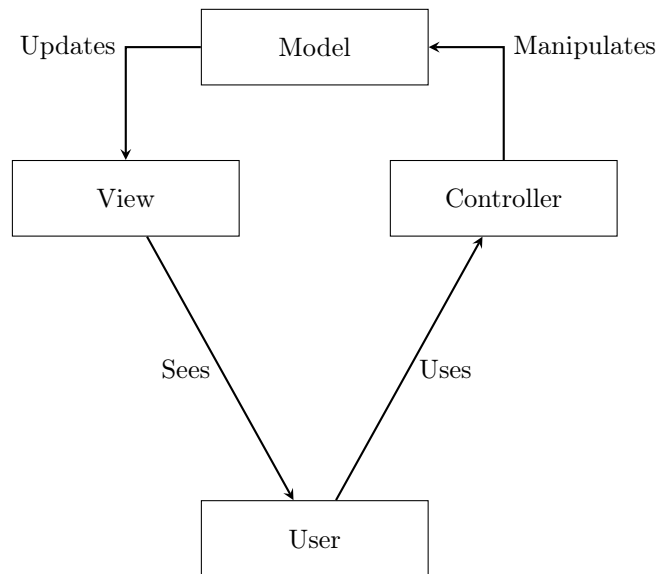 Updates
Model
Manipulates
View
Controller
Sees
Uses
User